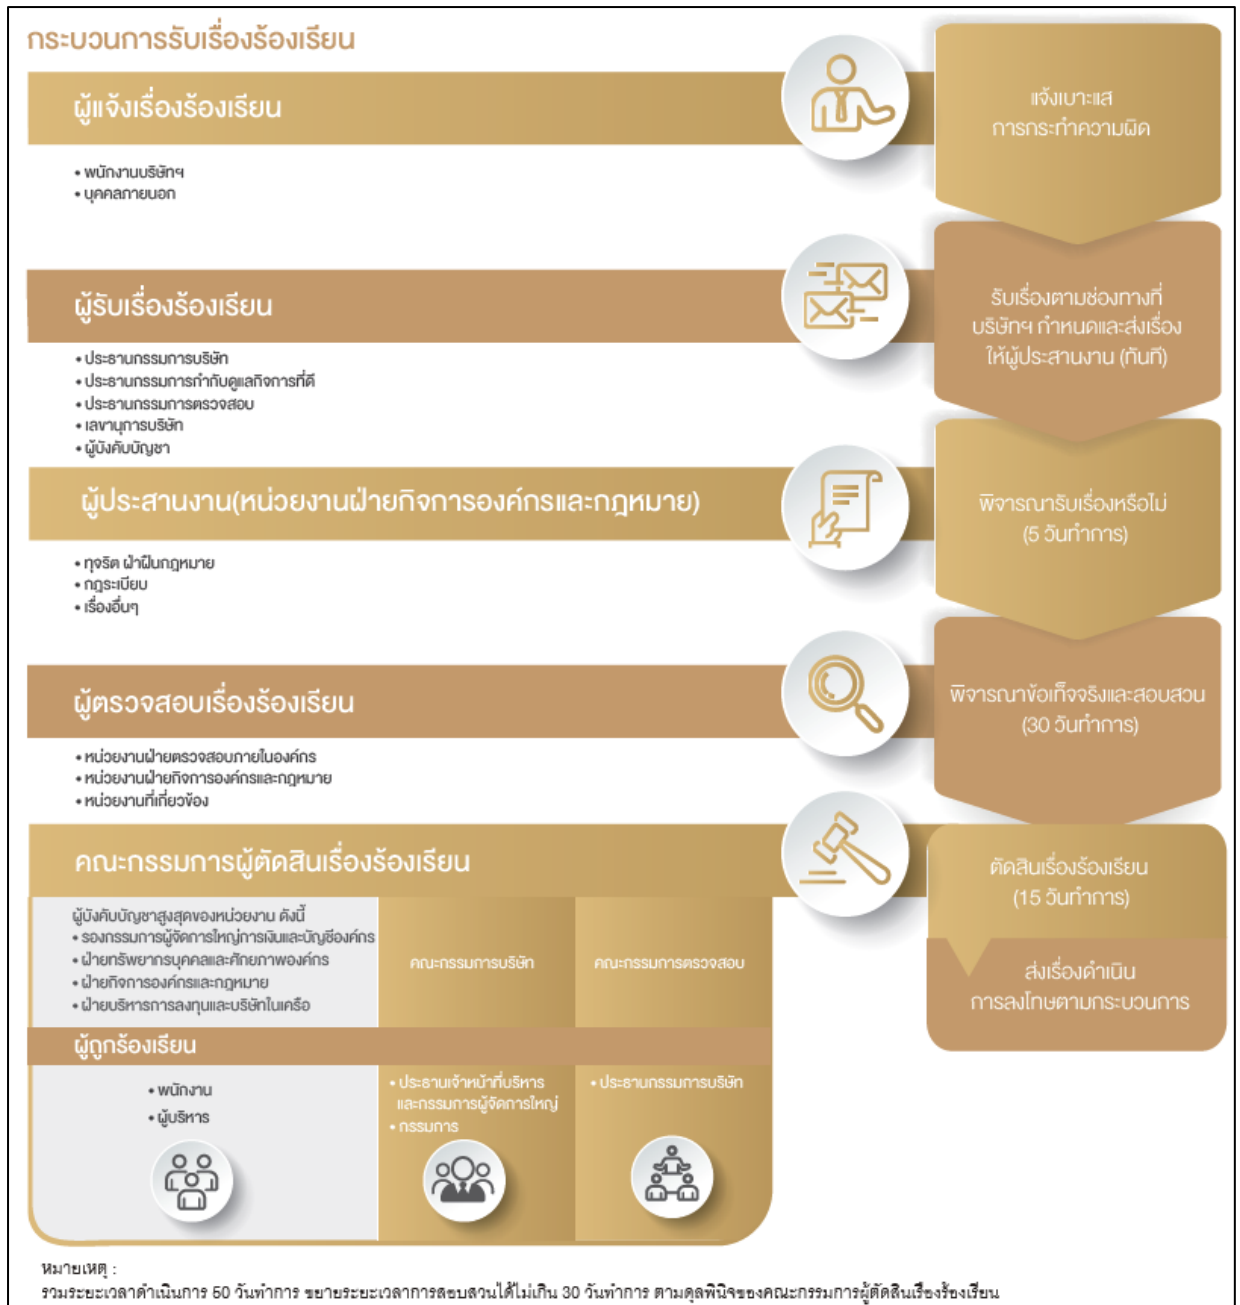 กระบวนการรับเรื่องร้องเรียน
ผู้แจ้งเรื่องร้องเรียน
• พนักงานบริษัทฯ
• บุคคลภายนอก
แจ้งเบาะแส
การกระทำความผิด
ผู้รับเรื่องร้องเรียน
• ประธานกรรมการบริษัท
• ประธานกรรมการกำกับดูแลกิจการที่ดี
• ประธานกรรมการตรวจสอบ
• เลขานุการบริษัท
• ผู้บังคับบัญชา
รับเรื่องตามช่องทางที่
บริษัทฯ กำหนดและส่งเรื่อง
ให้ผู้ประสานงาน (ทันที)
ผู้ประสานงาน(หน่วยงานฝ่ายกิจการองค์กรและกฎหมาย)
• ทุจริต ฝ่าฝืนกฎหมาย
• กฎระเบียบ
• เรื่องอื่นๆ
พิจารณารับเรื่องหรือไม่
(5 วันทำการ)
ผู้ตรวจสอบเรื่องร้องเรียน
• หน่วยงานฝ่ายตรวจสอบภายในองค์กร
• หน่วยงานฝ่ายกิจการองค์กรและกฎหมาย
• หน่วยงานที่เกี่ยวข้อง
พิจารณาข้อเท็จจริงและสอบสวน
(30 วันทำการ)
คณะกรรมการผู้ตัดสินเรื่องร้องเรียน
ผู้บังคับบัญชาสูงสุดของหน่วยงาน ดังนี้
• รองกรรมการผู้จัดการใหญ่การเงินและบัญชีองค์กร
• ฝ่ายทรัพยากรบุคคลและศักยภาพองค์กร
• ฝ่ายกิจการองค์กรและกฎหมาย
• ฝ่ายบริหารการลงทุนและบริษัทในเครือ
คณะกรรมการบริษัท
คณะกรรมการตรวจสอบ
ตัดสินเรื่องร้องเรียน
(15 วันทำการ)
ส่งเรื่องดำเนิน
การลงโทษตามกระบวนการ
ผู้ถูกร้องเรียน
• พนักงาน
• ผู้บริหาร
• ประธานเจ้าหน้าที่บริหาร
และกรรมการผู้จัดการใหญ่
• กรรมการ
• ประธานกรรมการบริษัท
หมายเหตุ :
รวมระยะเวลาดำเนินการ 50 วันทำการ ขยายระยะเวลาการสอบสวนได้ไม่เกิน 30 วันทำการ ตามดุลพินิจของคณะกรรมการผู้ตัดสินเรื่องร้องเรียน